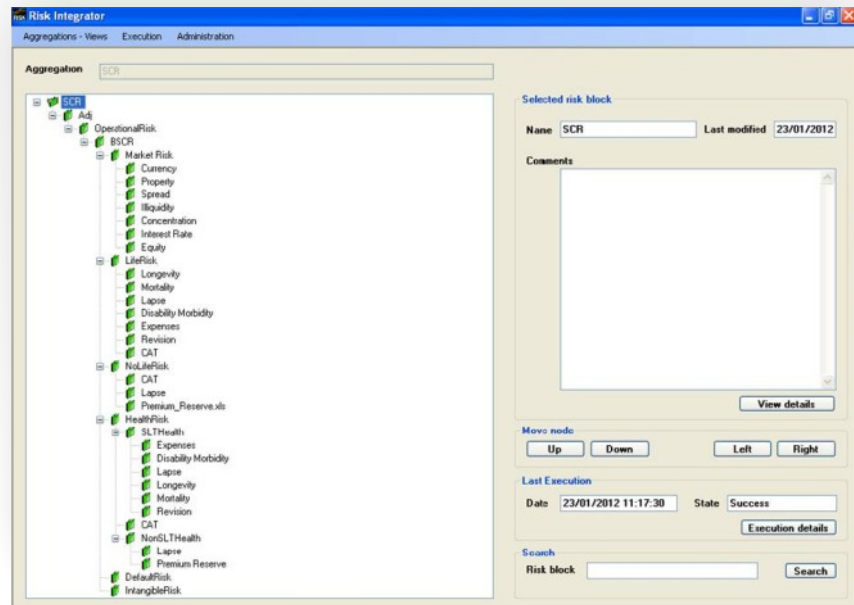 Risk Integrator
Aggregations - Views Execution Administration
Aggregation SCR
SCR
Adj
OperationalRisk
BSCR
Market Risk
Currency
Property
Spread
Illiquidity
Concentration
Interest Rate
Equity
LifeRisk
Longevity
Mortality
Lapse
Disability Morbidity
Expenses
Revision
CAT
NoLifeRisk
CAT
Lapse
Premium_Reserve.xls
HealthRisk
SLTHealth
Expenses
Disability Morbidity
Lapse
Longevity
Mortality
Revision
CAT
NonSLTHealth
Lapse
Premium Reserve
DefaultRisk
IntangibleRisk
Selected risk block
Name SCR Last modified 23/01/2012
Comments
View details
Move node
Up Down Left Right
Last Execution
Date 23/01/2012 11:17:30 State Success
Execution details
Search
Risk block Search